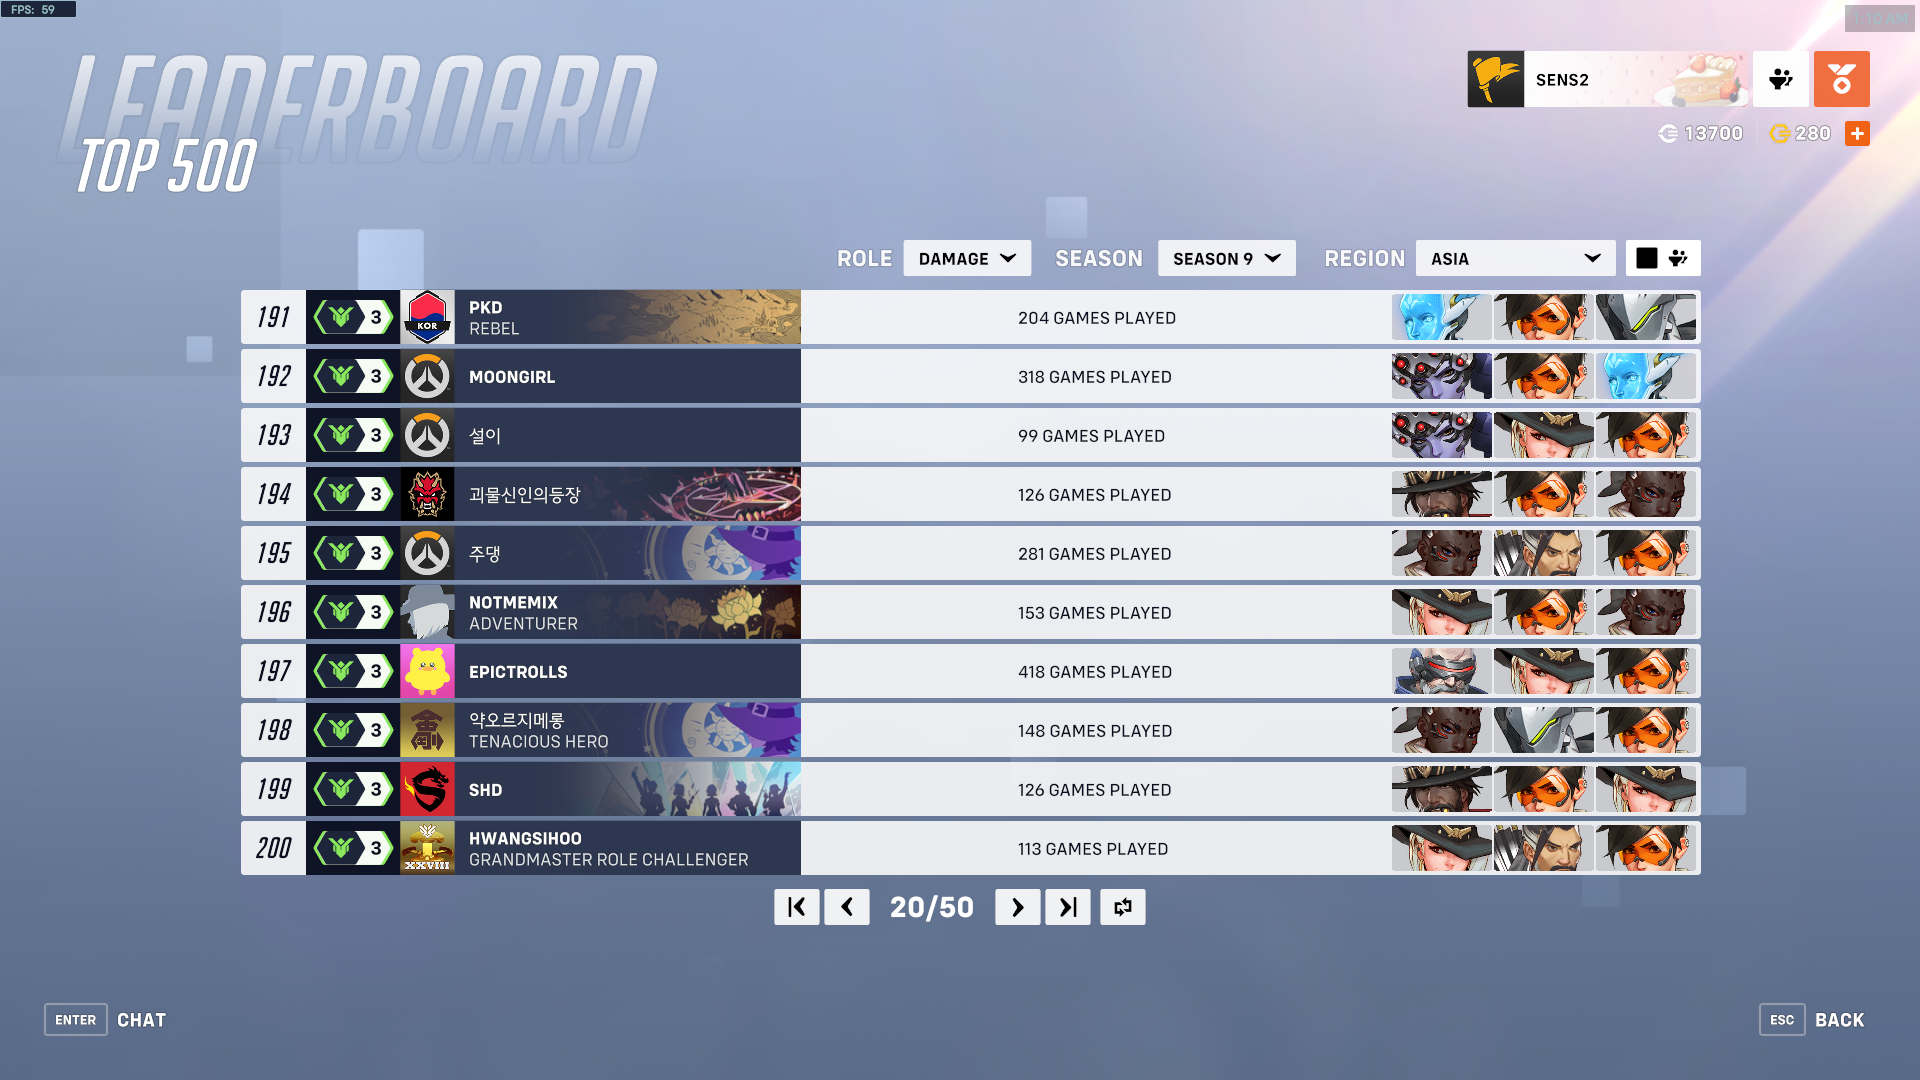 FPS: 59
1:10 AM
LEADERBOARD
TOP 500
SENS2
13700
280
ROLE DAMAGE SEASON SEASON 9 REGION ASIA
191 3 KOR PKD 204 GAMES PLAYED
REBEL
192 3 MOONGIRL 318 GAMES PLAYED
193 3 설이 99 GAMES PLAYED
194 3 괴물신인의등장 126 GAMES PLAYED
195 3 주댕 281 GAMES PLAYED
196 3 NOTMEMIX 153 GAMES PLAYED
ADVENTURER
197 3 EPICTROLLS 418 GAMES PLAYED
198 3 약오르지메롱 148 GAMES PLAYED
TENACIOUS HERO
199 3 SHD 126 GAMES PLAYED
200 3 XXVIII HWANGSIHOO 113 GAMES PLAYED
GRANDMASTER ROLE CHALLENGER
20/50
ENTER CHAT
ESC BACK